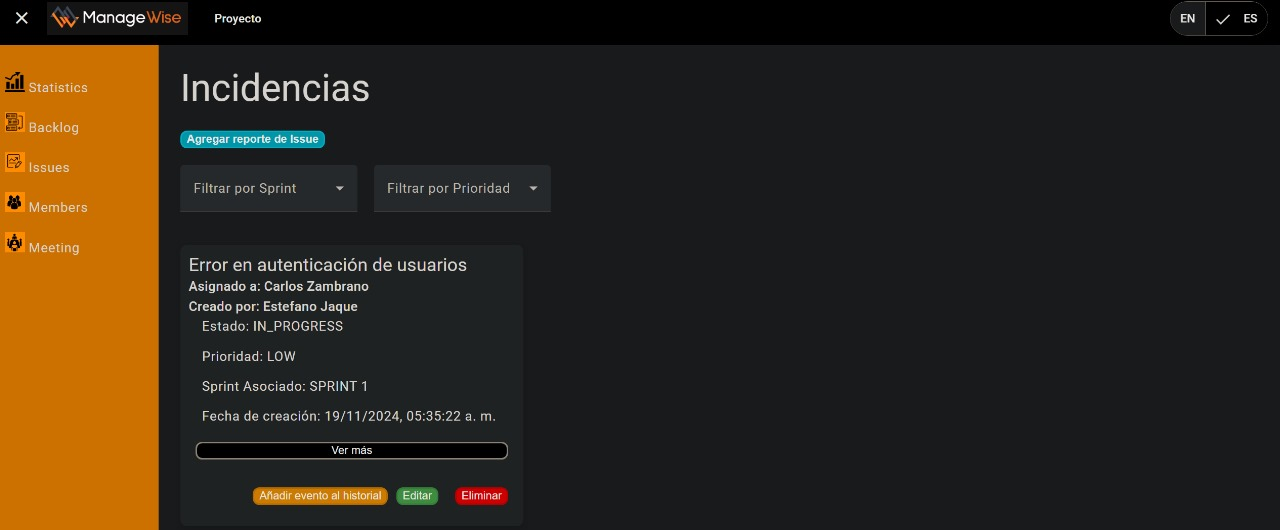 ManageWise Proyecto EN ES
Statistics
Backlog
Issues
Members
Meeting
Incidencias
Agregar reporte de Issue
Filtrar por Sprint Filtrar por Prioridad
Error en autenticación de usuarios
Asignado a: Carlos Zambrano
Creado por: Estefano Jaque
Estado: IN_PROGRESS
Prioridad: LOW
Sprint Asociado: SPRINT 1
Fecha de creación: 19/11/2024, 05:35:22 a. m.
Ver más
Añadir evento al historial Editar Eliminar